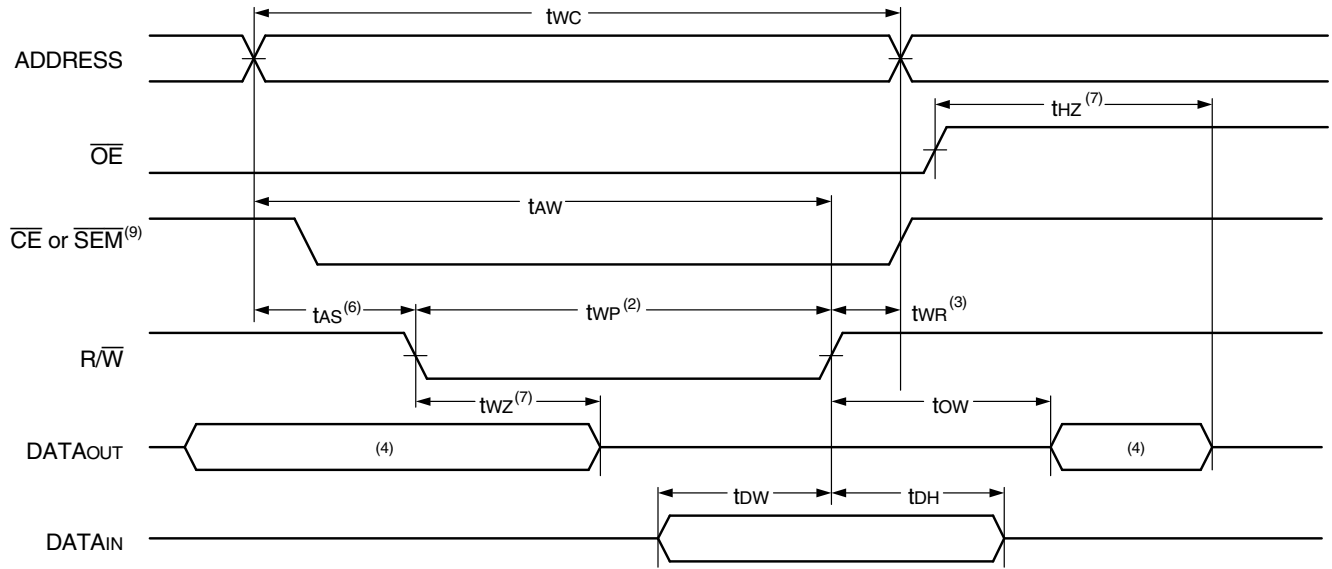 tWC
ADDRESS
tHZ(7)
OE
tAW
CE or SEM(9)
tAS(6) tWP(2) tWR(3)
R/W
tWZ(7) tOW
DATAOUT (4) (4)
tDW tDH
DATAIN